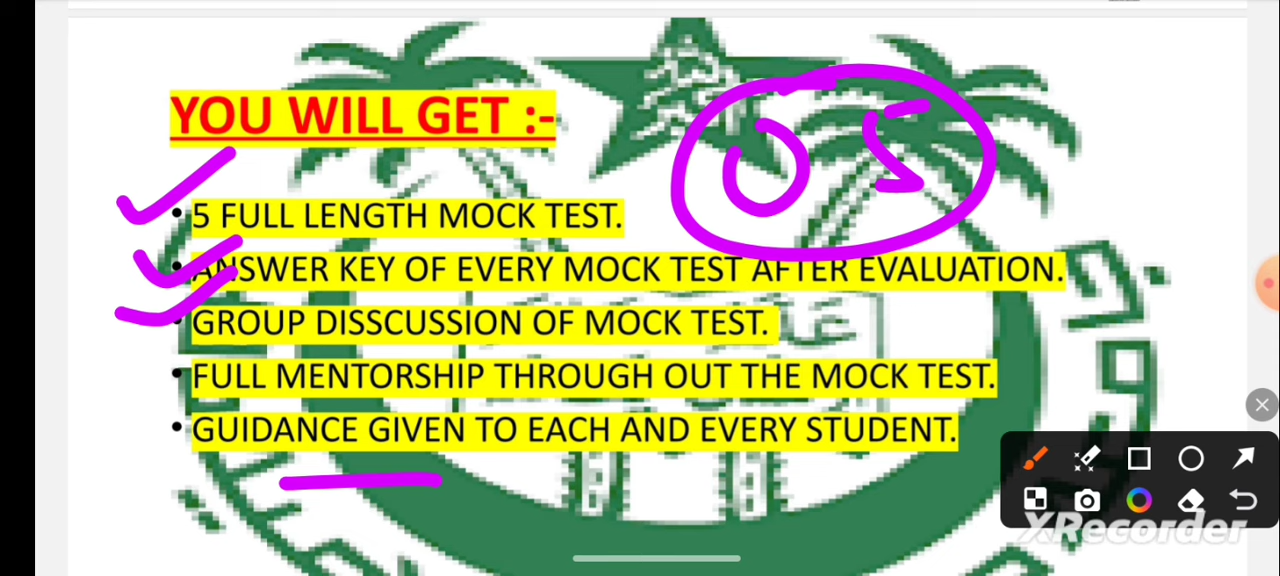 YOU WILL GET :-
05
• 5 FULL LENGTH MOCK TEST.
• ANSWER KEY OF EVERY MOCK TEST AFTER EVALUATION.
• GROUP DISSCUSSION OF MOCK TEST.
• FULL MENTORSHIP THROUGH OUT THE MOCK TEST.
• GUIDANCE GIVEN TO EACH AND EVERY STUDENT.
XRecorder